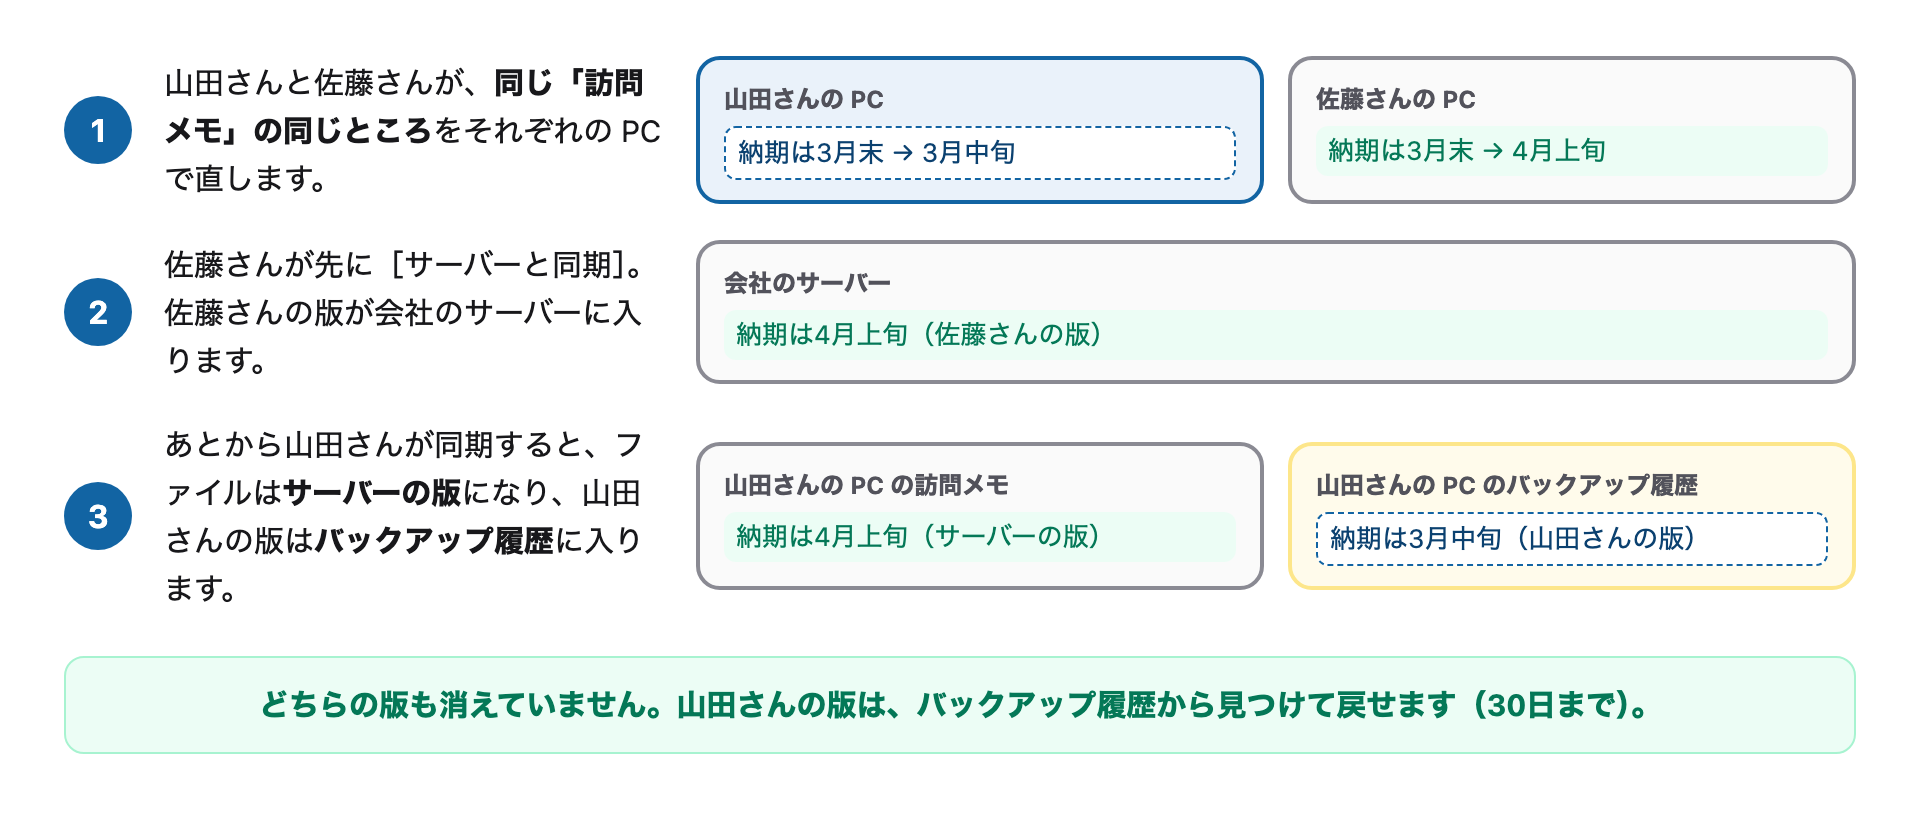 1
山田さんと佐藤さんが、同じ「訪問
メモ」の同じところをそれぞれの PC
で直します。
山田さんの PC
納期は3月末 → 3月中旬
佐藤さんの PC
納期は3月末 → 4月上旬
2
佐藤さんが先に［サーバーと同期］。
佐藤さんの版が会社のサーバーに入
ります。
会社のサーバー
納期は4月上旬（佐藤さんの版）
3
あとから山田さんが同期すると、フ
ァイルはサーバーの版になり、山田
さんの版はバックアップ履歴に入り
ます。
山田さんの PC の訪問メモ
納期は4月上旬（サーバーの版）
山田さんの PC のバックアップ履歴
納期は3月中旬（山田さんの版）
どちらの版も消えていません。山田さんの版は、バックアップ履歴から見つけて戻せます（30日まで）。